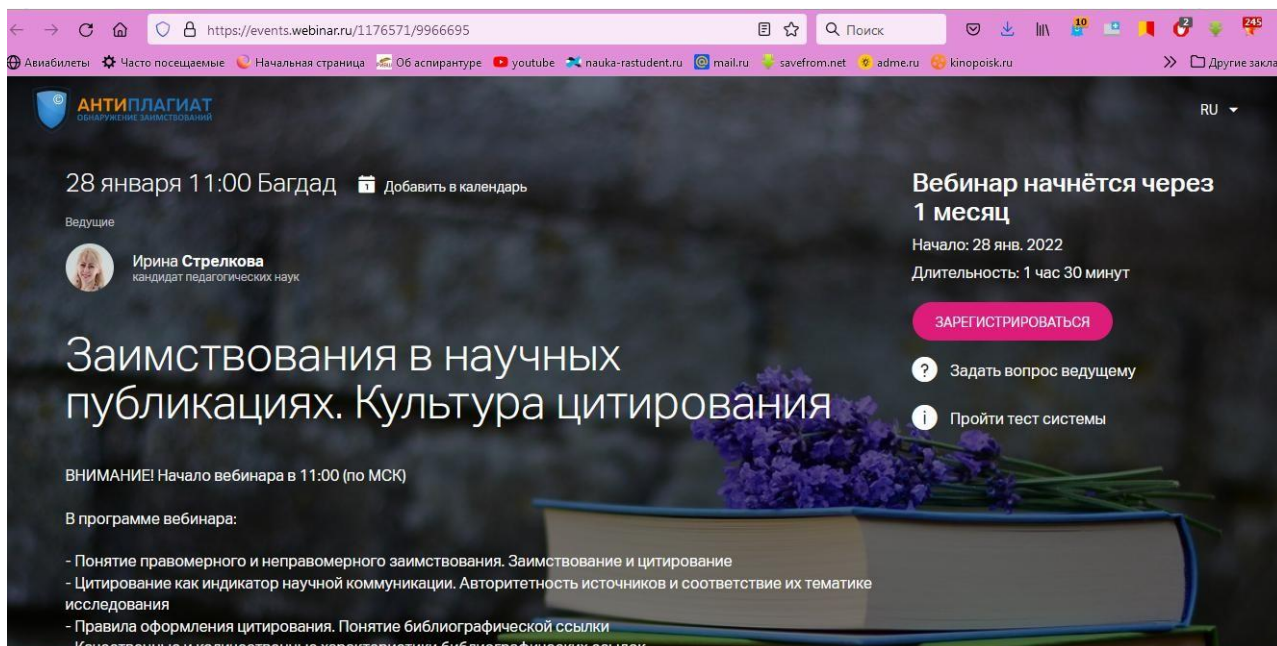 https://events.webinar.ru/1176571/9966695
Поиск
10
2
245
Авиабилеты Часто посещаемые Начальная страница Об аспирантуре youtube nauka-rastudent.ru mail.ru savefrom.net adme.ru kinopoisk.ru Другие закла
АНТИПЛАГИАТ
ОБНАРУЖЕНИЕ ЗАИМСТВОВАНИЙ
RU
28 января 11:00 Багдад Добавить в календарь
Ведущие
Ирина Стрелкова
кандидат педагогических наук
Заимствования в научных
публикациях. Культура цитирования
ВНИМАНИЕ! Начало вебинара в 11:00 (по МСК)
В программе вебинара:
- Понятие правомерного и неправомерного заимствования. Заимствование и цитирование
- Цитирование как индикатор научной коммуникации. Авторитетность источников и соответствие их тематике
исследования
- Правила оформления цитирования. Понятие библиографической ссылки
Вебинар начнётся через
1 месяц
Начало: 28 янв. 2022
Длительность: 1 час 30 минут
ЗАРЕГИСТРИРОВАТЬСЯ
Задать вопрос ведущему
Пройти тест системы